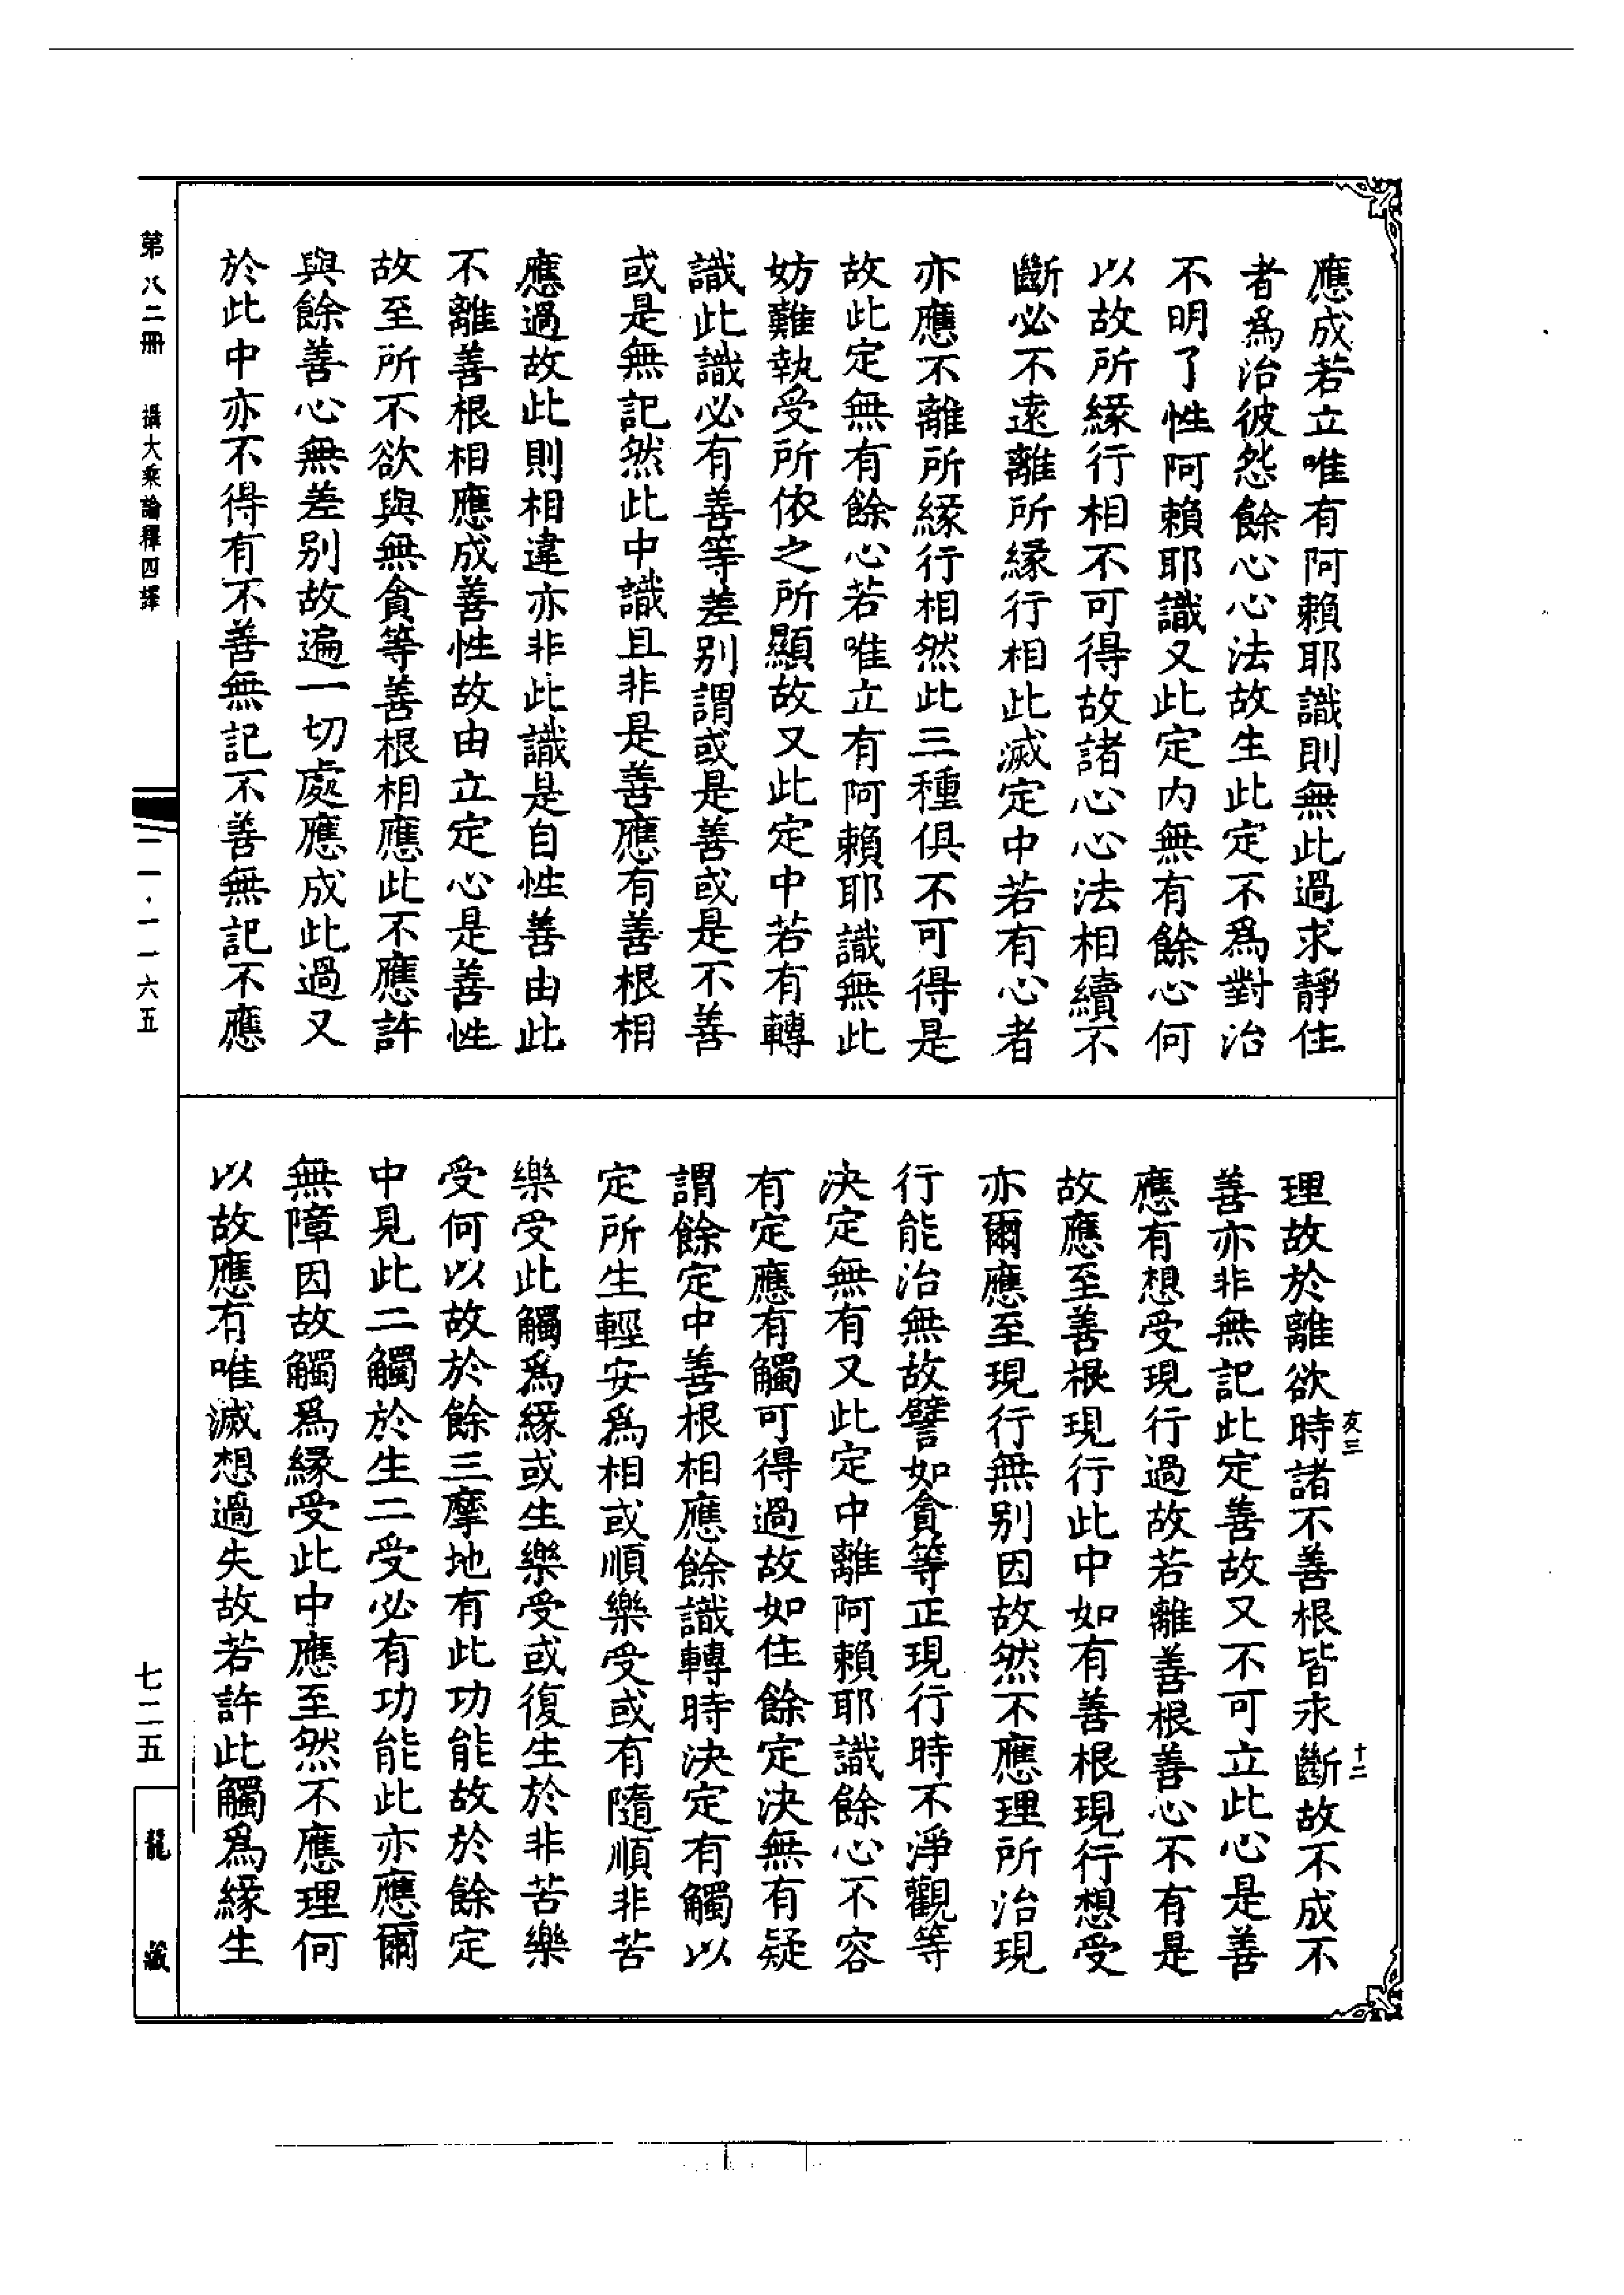 應成若立唯有阿賴耶識則無此過求靜住
者爲治彼怨餘心心法故生此定不爲對治
不明了性阿賴耶識又此定内無有餘心何
以故所緣行相不可得故諸心心法相續不
斷必不遠離所緣行相此滅定中若有心者
亦應不離所緣行相然此三種俱不可得是
故此定無有餘心若唯立有阿賴耶識無此
妨難執受所依之所顯故又此定中若有轉
識此識必有善等差别謂或是善或是不善
或是無記然此中識且非是善應有善根相
應過故此則相違亦非此識是自性善由此
不離善根相應成善性故由立定心是善性
故至所不欲與無貪等善根相應此不應許
與餘善心無差别故遍一切處應成此過又
於此中亦不得有不善無記不善無記不應
理故於離欲時諸不善根皆永斷故不成不
善亦非無記此定善故又不可立此心是善
應有想受現行過故若離善根善心不有是
故應至善根現行此中如有善根現行想受
亦爾應至現行無别因故然不應理所治現
行能治無故譬如貪等正現行時不淨觀等
決定無有又此定中離阿賴耶識餘心不容
有定應有觸可得過故如住餘定決無有疑
謂餘定中善根相應餘識轉時決定有觸以
定所生輕安爲相或順樂受或有隨順非苦
樂受此觸爲緣或生樂受或復生於非苦樂
受何以故於餘三摩地有此功能故於餘定
中見此二觸於生二受必有功能此亦應爾
無障因故觸爲緣受此中應至然不應理何
以故應有唯滅想過失故若許此觸爲緣生
友三
十二
第八二冊
攝大乘論釋四譯
一一·一一六五
七二五
龍藏